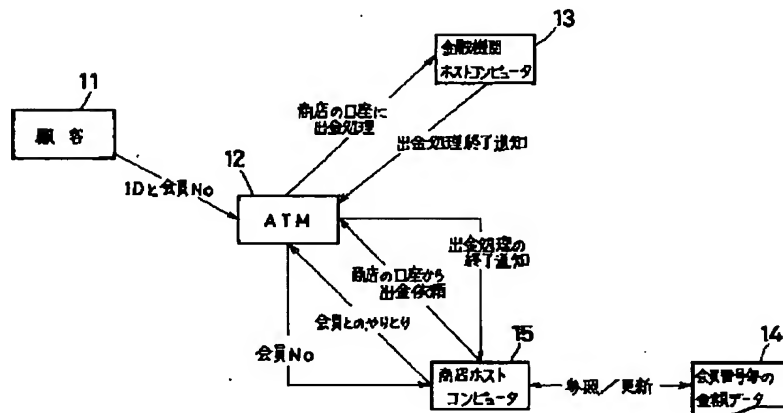 13
金融機関
ホストコンピュータ
11
顧 客
商店の口座に
出金処理
出金処理終了通知
12
IDと会員No
ATM
出金処理の
終了通知
商店の口座から
出金依頼
会員とのやりとり
会員No
15
商店ホスト
コンピュータ
参照/更新
14
会員番号毎の
金額データ